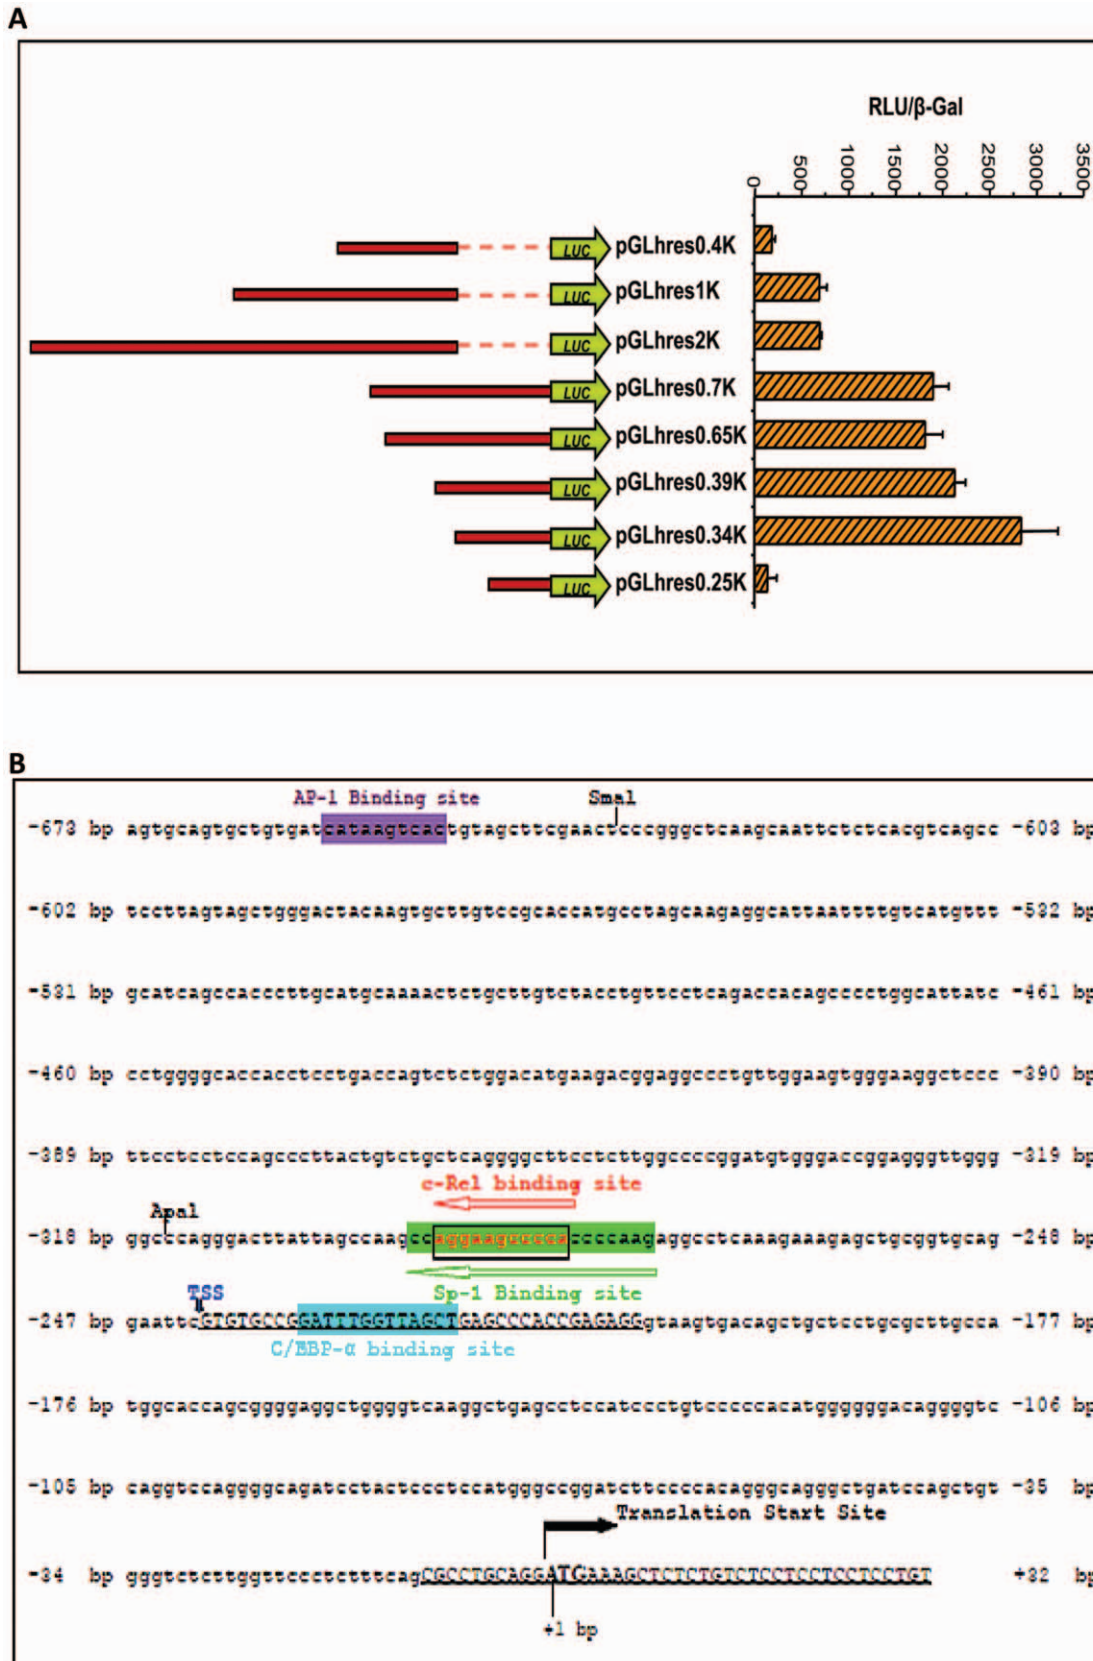 A
RLU/β-Gal
0 500 1000 1500 2000 2500 3000 3500
LUC pGLhres0.4K
LUC pGLhres1K
LUC pGLhres2K
LUC pGLhres0.7K
LUC pGLhres0.65K
LUC pGLhres0.39K
LUC pGLhres0.34K
LUC pGLhres0.25K
B
AP-1 Binding site SmaI
-673 bp agtgcagtgctgtgatcataagtcactgtagcttcgaactcccgggctcaagcaattctctcacgtcagcc -603 bp
-602 bp tccttagtagctgggactacaagtgcttgtccgcaccatgcctagcaagaggcattaattttgtcatgttt -532 bp
-531 bp gcatcagccacccttgcatgcaaaactctgcttgtctacctgttcctcagaccacagcccctggcattatc -461 bp
-460 bp cctggggcaccacctcctgaccagtctctggacatgaagacggaggccctgttggaagtgggaaggctccc -390 bp
-389 bp ttcctcctccagcccttactgtctgctcaggggcttcctcttggccccggatgtgggaccggagggttggg -319 bp
c-Rel binding site
ApaI
-318 bp ggcccagggacttattagccaagccaggaagcccccaccccaagaggcctcaaagaaagagctgcggtgcag -248 bp
TSS Sp-1 Binding site
-247 bp gaattcGTGTGCCGGATTTGGTTAGCTGAGCCCACCGAGAGGgtaagtgacagctgctcctgcgcttgcca -177 bp
C/EBP-α binding site
-176 bp tggcaccagcggggaggctggggtcaaggctgagcctccatccctgtcccccacatggggggacaggggtc -106 bp
-105 bp caggtccaggggcagatcctactccctccatgggccggatcttccccacagggcagggctgatccagctgt -35 bp
Translation Start Site
-34 bp gggtctcttggttccctctttcagCGCCTGCAGGATGAAAGCTCTCTGTCTCCTCCTCCTCCTGT +32 bp
+1 bp